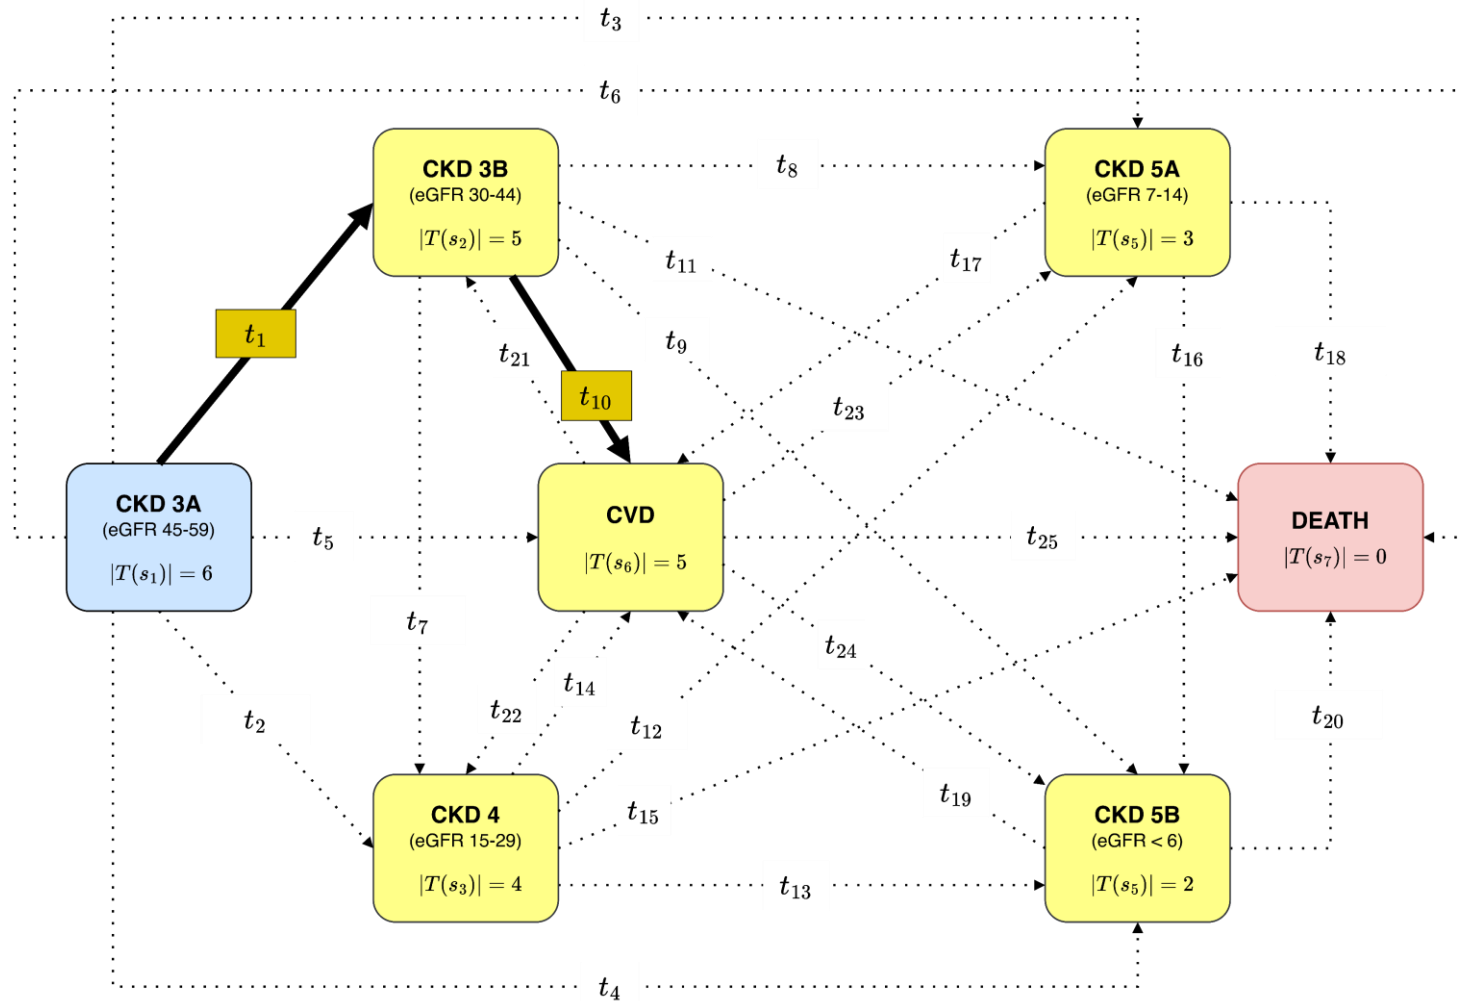 t₃
t₆
CKD 3B
(eGFR 30-44)
|T(s₂)| = 5
t₈
CKD 5A
(eGFR 7-14)
|T(s₅)| = 3
t₁₁
t₁₇
t₁
t₂₁
t₉
t₁₆
t₁₈
t₁₀
t₂₃
CKD 3A
(eGFR 45-59)
|T(s₁)| = 6
t₅
CVD
|T(s₆)| = 5
t₂₅
DEATH
|T(s₇)| = 0
t₇
t₂₄
t₁₄
t₂₂
t₂
t₁₂
t₂₀
t₁₅
t₁₉
CKD 4
(eGFR 15-29)
|T(s₃)| = 4
t₁₃
CKD 5B
(eGFR < 6)
|T(s₅)| = 2
t₄